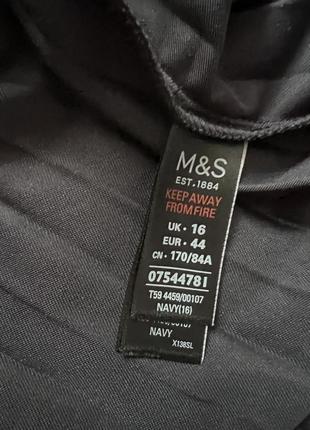 M&S
EST. 1884
KEEP AWAY
FROM FIRE
UK • 16
EUR • 44
CN • 170/84A
07544781
T59 4459/00107
NAVY(16)
NAVY
X138SL